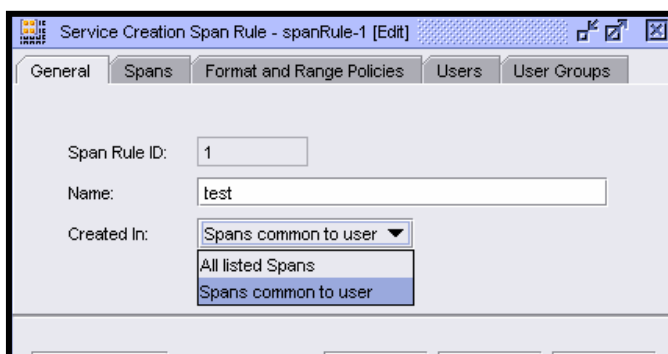 Service Creation Span Rule - spanRule-1 [Edit]
General Spans Format and Range Policies Users User Groups
Span Rule ID: 1
Name: test
Created In: Spans common to user
All listed Spans
Spans common to user